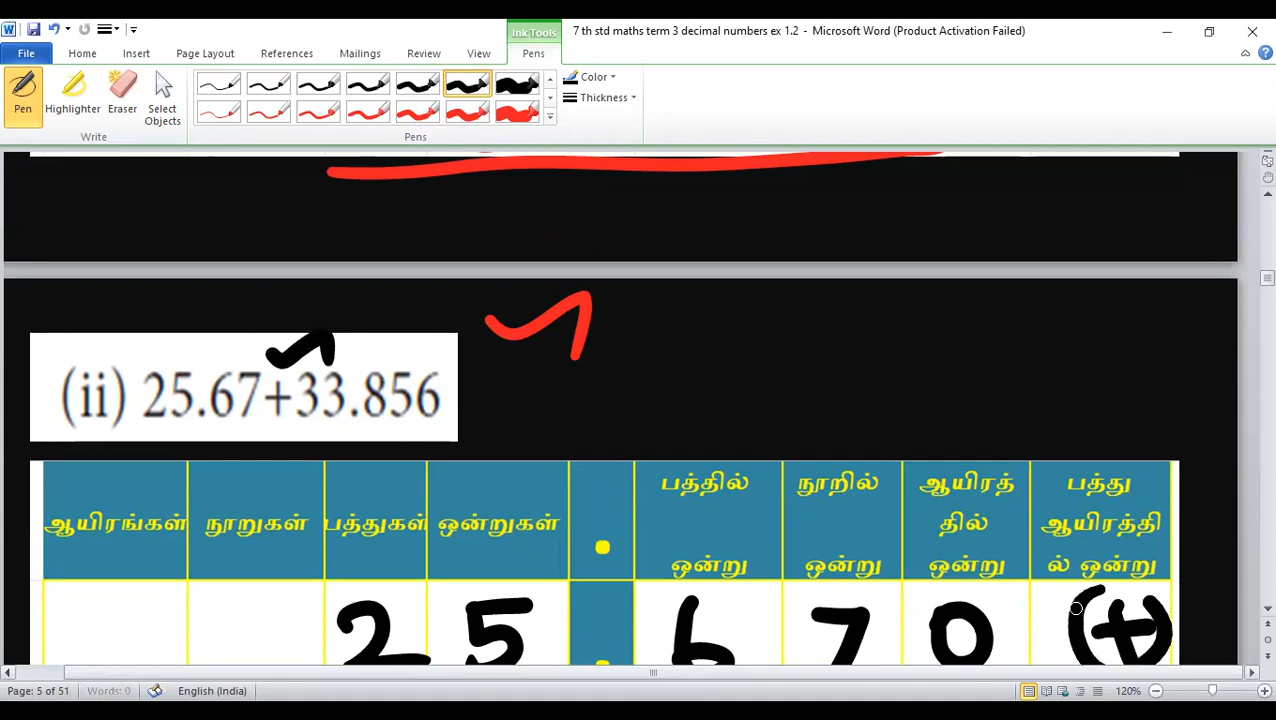 Ink Tools
7 th std maths term 3 decimal numbers ex 1.2 - Microsoft Word (Product Activation Failed)
File Home Insert Page Layout References Mailings Review View Pens
Pen Highlighter Eraser Select Objects
Color
Thickness
Write Pens
(ii) 25.67+33.856
ஆயிரங்கள் நூறுகள் பத்துகள் ஒன்றுகள் . பத்தில் ஒன்று நூறில் ஒன்று ஆயிரத்தில் ஒன்று பத்து ஆயிரத்தில் ஒன்று
2 5 . 6 7 0 (+)
Page: 5 of 51 Words: 0 English (India) 120%